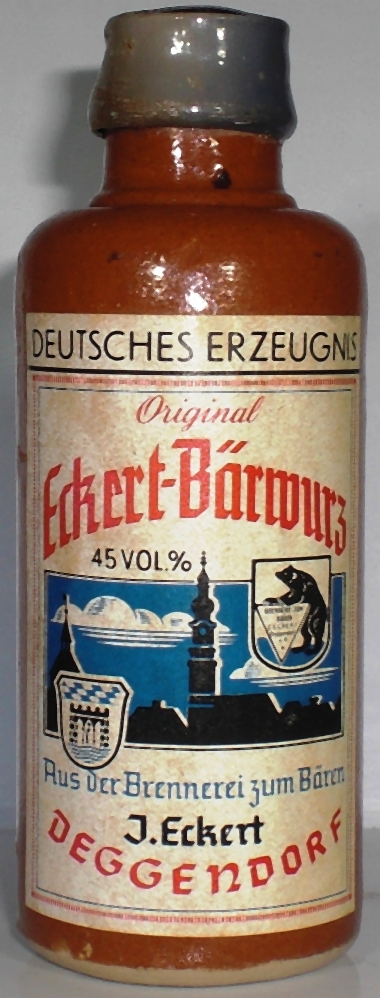 DEUTSCHES ERZEUGNIS
Original
Eckert-Bärwurz
45 VOL.%
Aus der Brennerei zum Bären
J. Eckert
DEGGENDORF